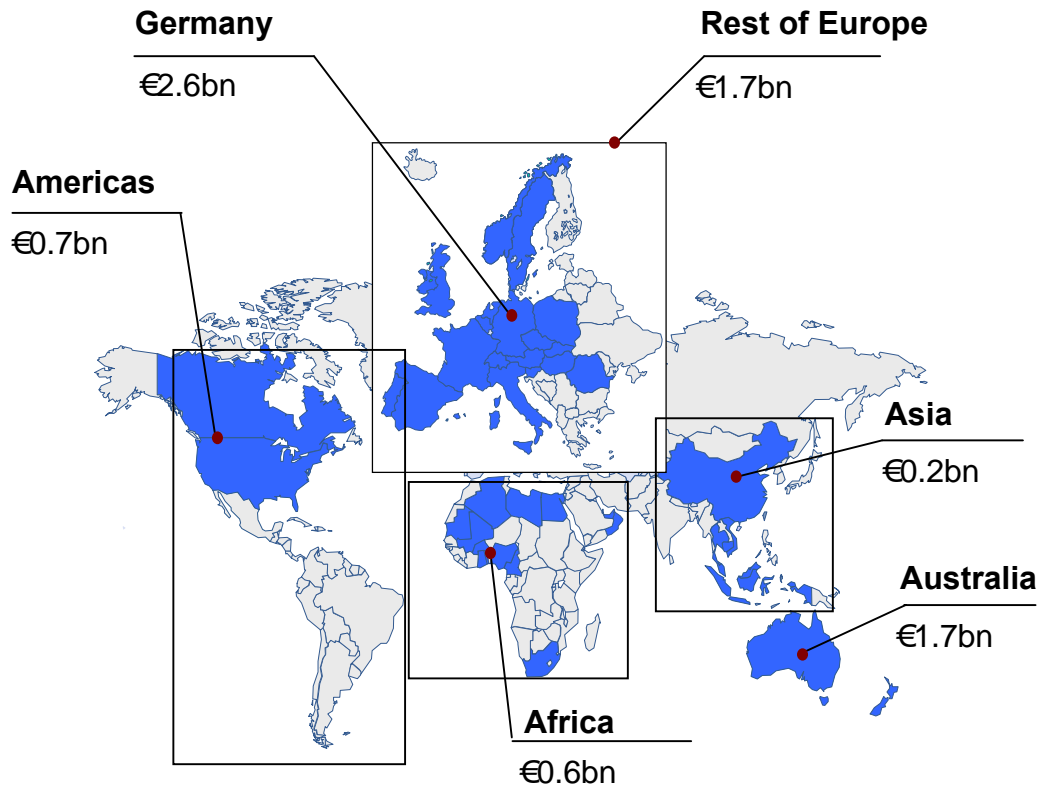 Germany
€2.6bn
Rest of Europe
€1.7bn
Americas
€0.7bn
Asia
€0.2bn
Australia
€1.7bn
Africa
€0.6bn